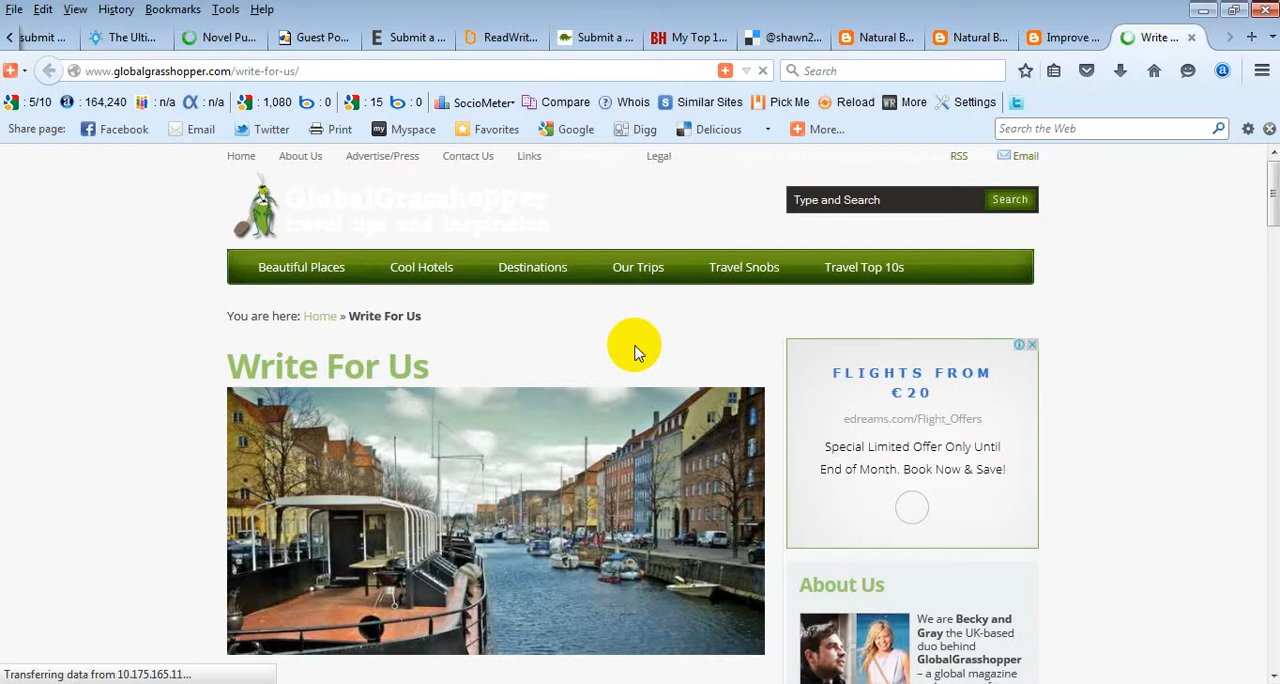 File Edit View History Bookmarks Tools Help
submit ... The Ulti... Novel Pu... Guest Po... Submit a ... ReadWrit... Submit a ... My Top 1... @shawn2... Natural B... Natural B... Improve ... Write ...
www.globalgrasshopper.com/write-for-us/ Search
: 5/10 : 164,240 : n/a : n/a : 1,080 : 0 : 15 : 0 SocioMeter Compare Whois Similar Sites Pick Me Reload More Settings
Share page: Facebook Email Twitter Print Myspace Favorites Google Digg Delicious More... Search the Web
Home About Us Advertise/Press Contact Us Links Legal RSS Email
GlobalGrasshopper
travel tips and inspiration
Type and Search Search
Beautiful Places Cool Hotels Destinations Our Trips Travel Snobs Travel Top 10s
You are here: Home » Write For Us
Write For Us
FLIGHTS FROM
€20
edreams.com/Flight_Offers
Special Limited Offer Only Until
End of Month. Book Now & Save!
About Us
We are Becky and
Gray the UK-based
duo behind
GlobalGrasshopper
– a global magazine
Transferring data from 10.175.165.11...